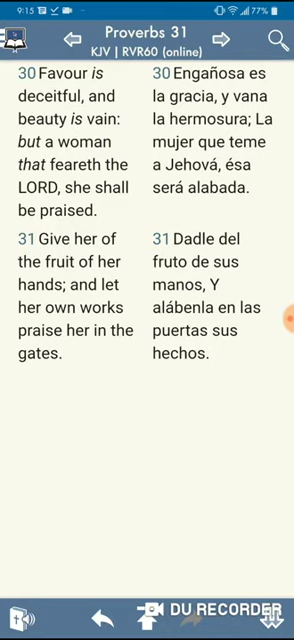 9:15
77%
Proverbs 31
KJV | RVR60 (online)
30 Favour is
deceitful, and
beauty is vain:
but a woman
that feareth the
LORD, she shall
be praised.
31 Give her of
the fruit of her
hands; and let
her own works
praise her in the
gates.
30 Engañosa es
la gracia, y vana
la hermosura; La
mujer que teme
a Jehová, ésa
será alabada.
31 Dadle del
fruto de sus
manos, Y
alábenla en las
puertas sus
hechos.
DU RECORDER